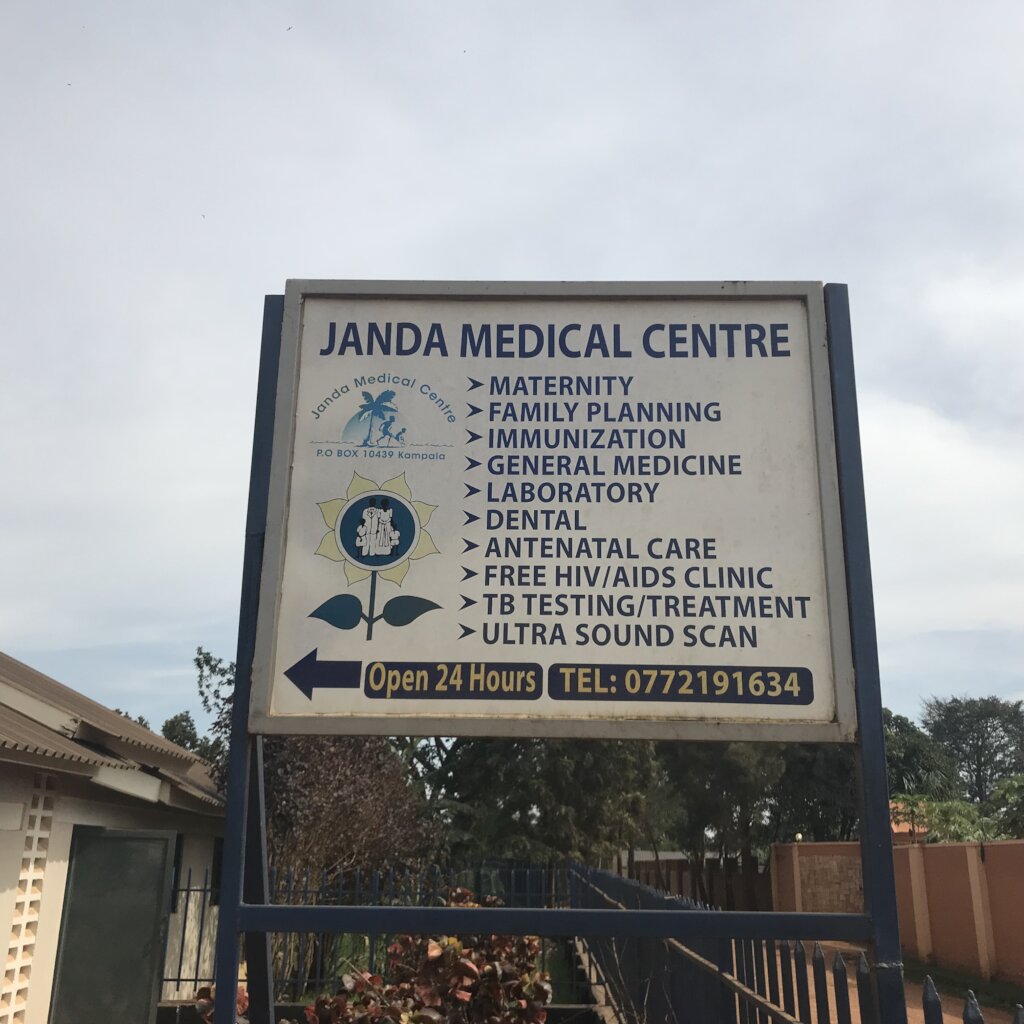 JANDA MEDICAL CENTRE
Janda Medical Centre
P.O BOX 10439 Kampala
➤MATERNITY
➤FAMILY PLANNING
➤IMMUNIZATION
➤GENERAL MEDICINE
➤LABORATORY
➤DENTAL
➤ANTENATAL CARE
➤FREE HIV/AIDS CLINIC
➤TB TESTING/TREATMENT
➤ULTRA SOUND SCAN
Open 24 Hours TEL: 0772191634